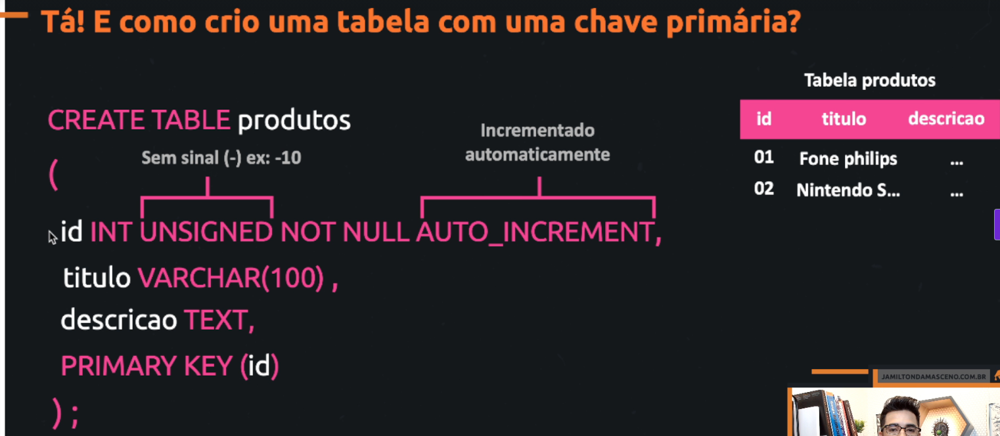 Tá! E como crio uma tabela com uma chave primária?
CREATE TABLE produtos
(
Sem sinal (-) ex: -10
Incrementado
automaticamente
id INT UNSIGNED NOT NULL AUTO_INCREMENT,
titulo VARCHAR(100) ,
descricao TEXT,
PRIMARY KEY (id)
) ;
Tabela produtos
id titulo descricao
01 Fone philips ...
02 Nintendo S... ...
JAMILTONDAMASCENO.COM.BR